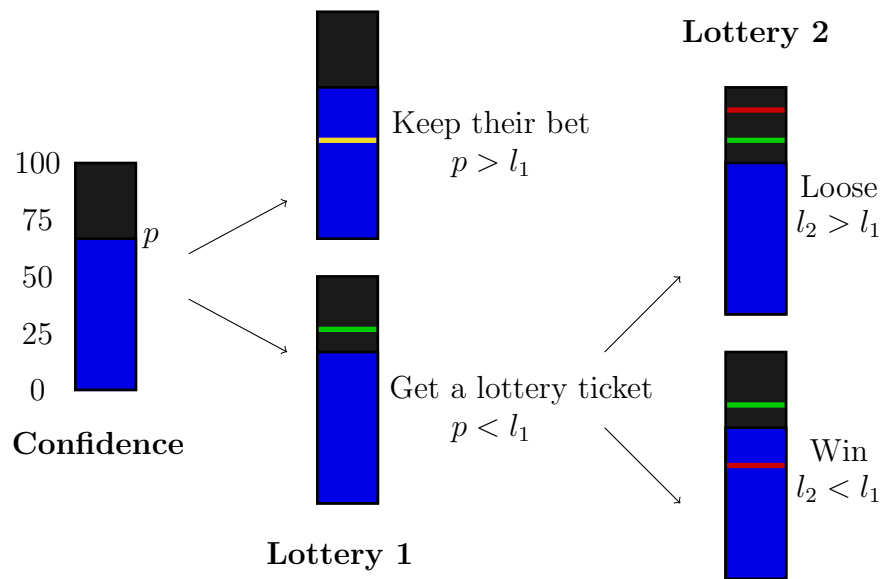 100
75
50
25
0
p
Confidence
Keep their bet
p > l₁
Get a lottery ticket
p < l₁
Lottery 1
Lottery 2
Loose
l₂ > l₁
Win
l₂ < l₁